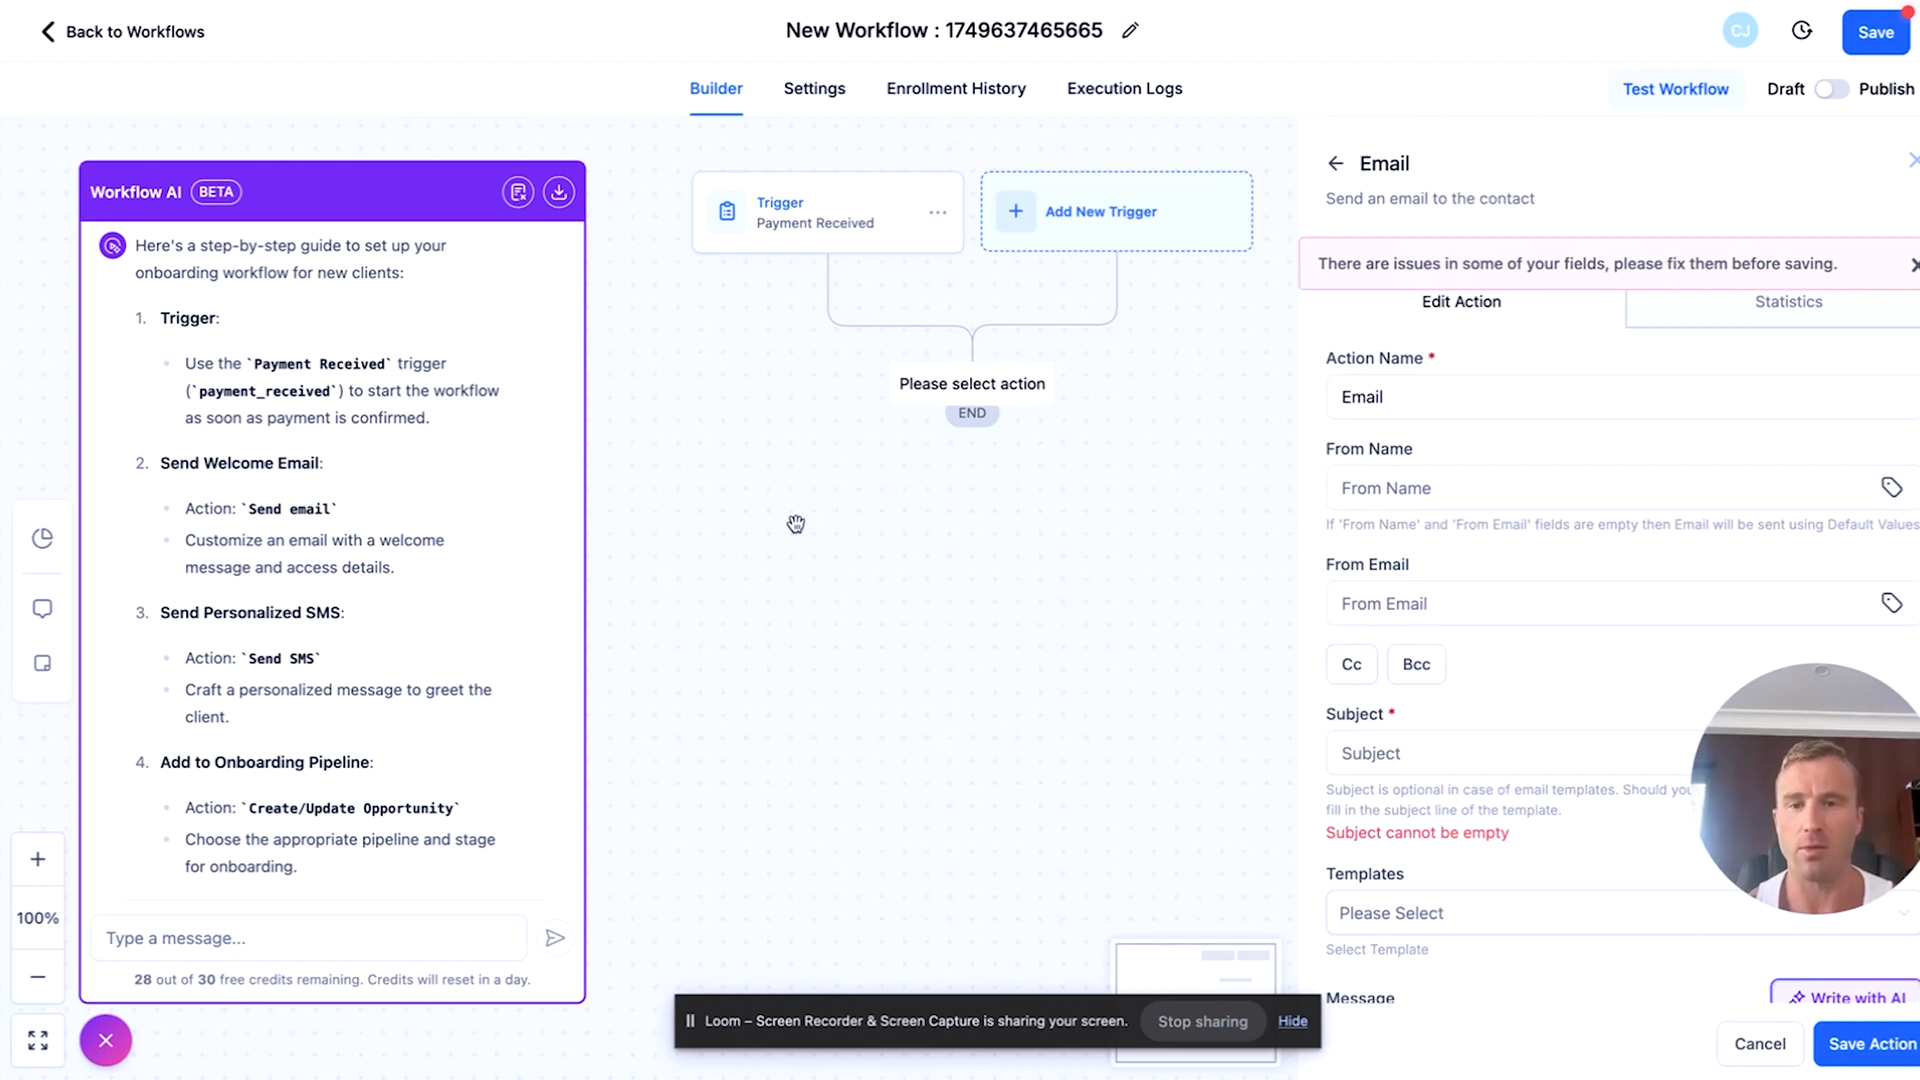 Back to Workflows
New Workflow : 1749637465665
CJ
Save
Builder
Settings
Enrollment History
Execution Logs
Test Workflow
Draft
Publish
Workflow AI
BETA
Here's a step-by-step guide to set up your
onboarding workflow for new clients:
1. Trigger:
Use the `Payment Received` trigger
(`payment_received`) to start the workflow
as soon as payment is confirmed.
2. Send Welcome Email:
Action: `Send email`
Customize an email with a welcome
message and access details.
3. Send Personalized SMS:
Action: `Send SMS`
Craft a personalized message to greet the
client.
4. Add to Onboarding Pipeline:
Action: `Create/Update Opportunity`
Choose the appropriate pipeline and stage
for onboarding.
Type a message...
28 out of 30 free credits remaining. Credits will reset in a day.
100%
Trigger
Payment Received
Add New Trigger
Please select action
END
Email
Send an email to the contact
There are issues in some of your fields, please fix them before saving.
Edit Action
Statistics
Action Name *
Email
From Name
From Name
If 'From Name' and 'From Email' fields are empty then Email will be sent using Default Values
From Email
From Email
Cc
Bcc
Subject *
Subject
Subject is optional in case of email templates. Should you
fill in the subject line of the template.
Subject cannot be empty
Templates
Please Select
Select Template
Message
Write with AI
Cancel
Save Action
Loom – Screen Recorder & Screen Capture is sharing your screen.
Stop sharing
Hide